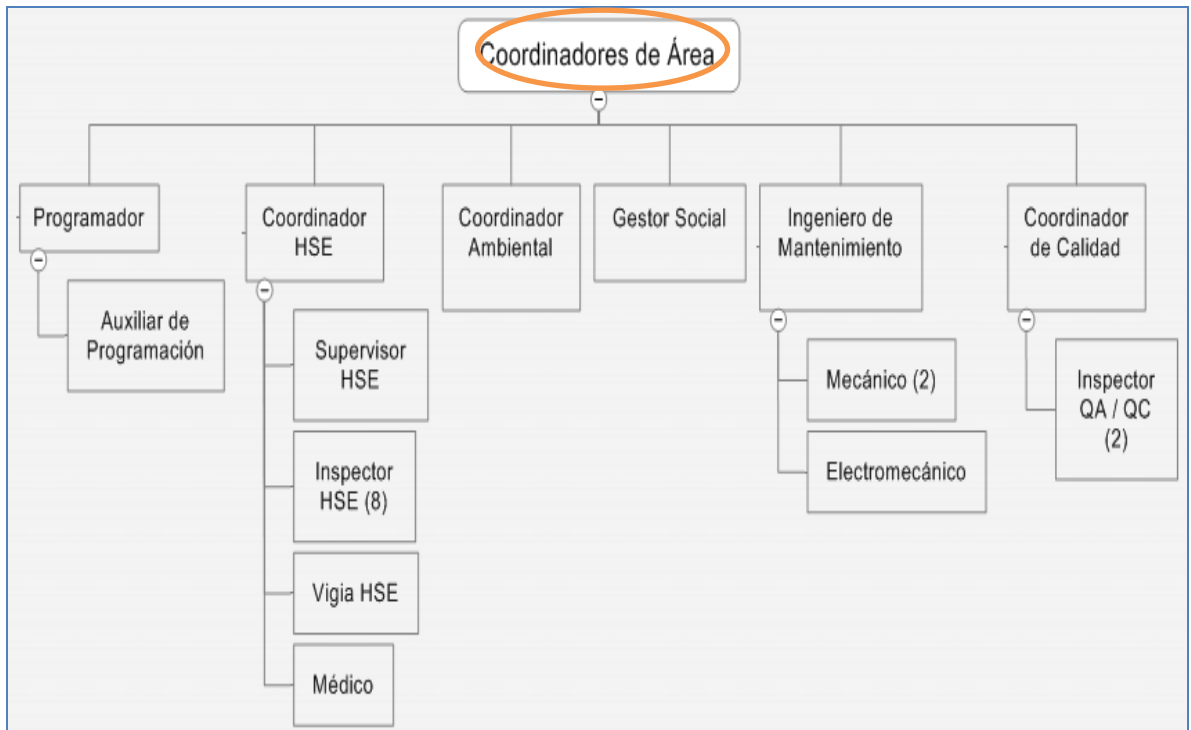 Coordinadores de Área
Programador
Auxiliar de
Programación
Coordinador
HSE
Supervisor
HSE
Inspector
HSE (8)
Vigia HSE
Médico
Coordinador
Ambiental
Gestor Social
Ingeniero de
Mantenimiento
Mecánico (2)
Electromecánico
Coordinador
de Calidad
Inspector
QA / QC
(2)